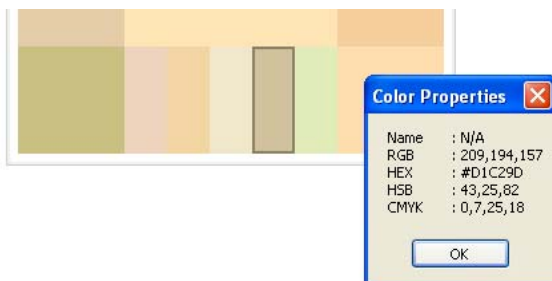 Color Properties
Name : N/A
RGB : 209,194,157
HEX : #D1C29D
HSB : 43,25,82
CMYK : 0,7,25,18
OK